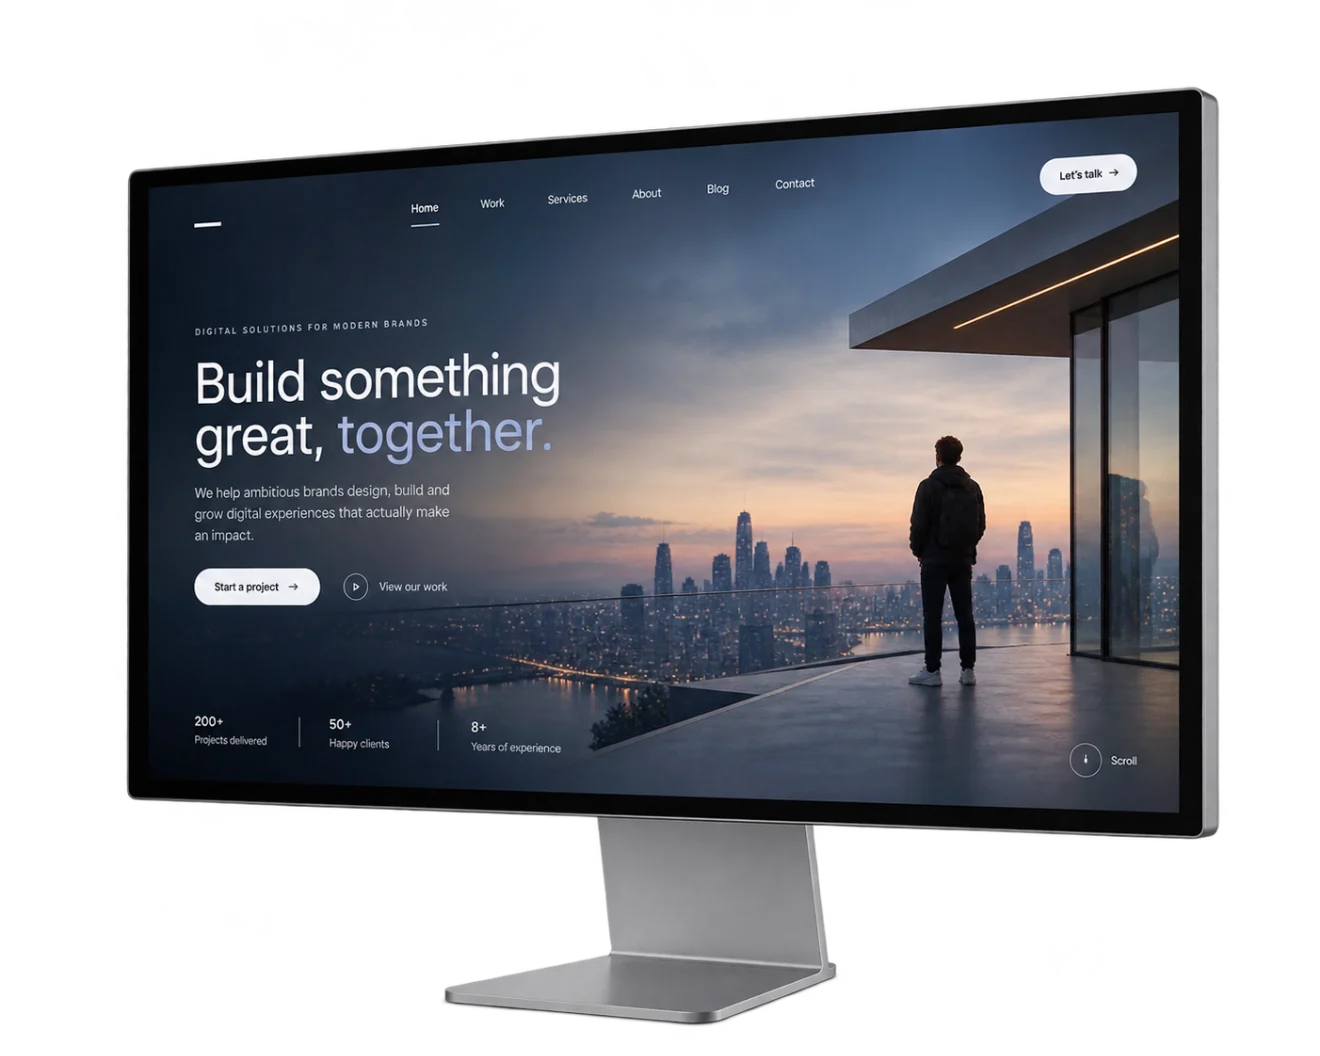 Home
Work
Services
About
Blog
Contact
Let's talk
DIGITAL SOLUTIONS FOR MODERN BRANDS
Build something
great, together.
We help ambitious brands design, build and
grow digital experiences that actually make
an impact.
Start a project
View our work
200+
Projects delivered
50+
Happy clients
8+
Years of experience
Scroll